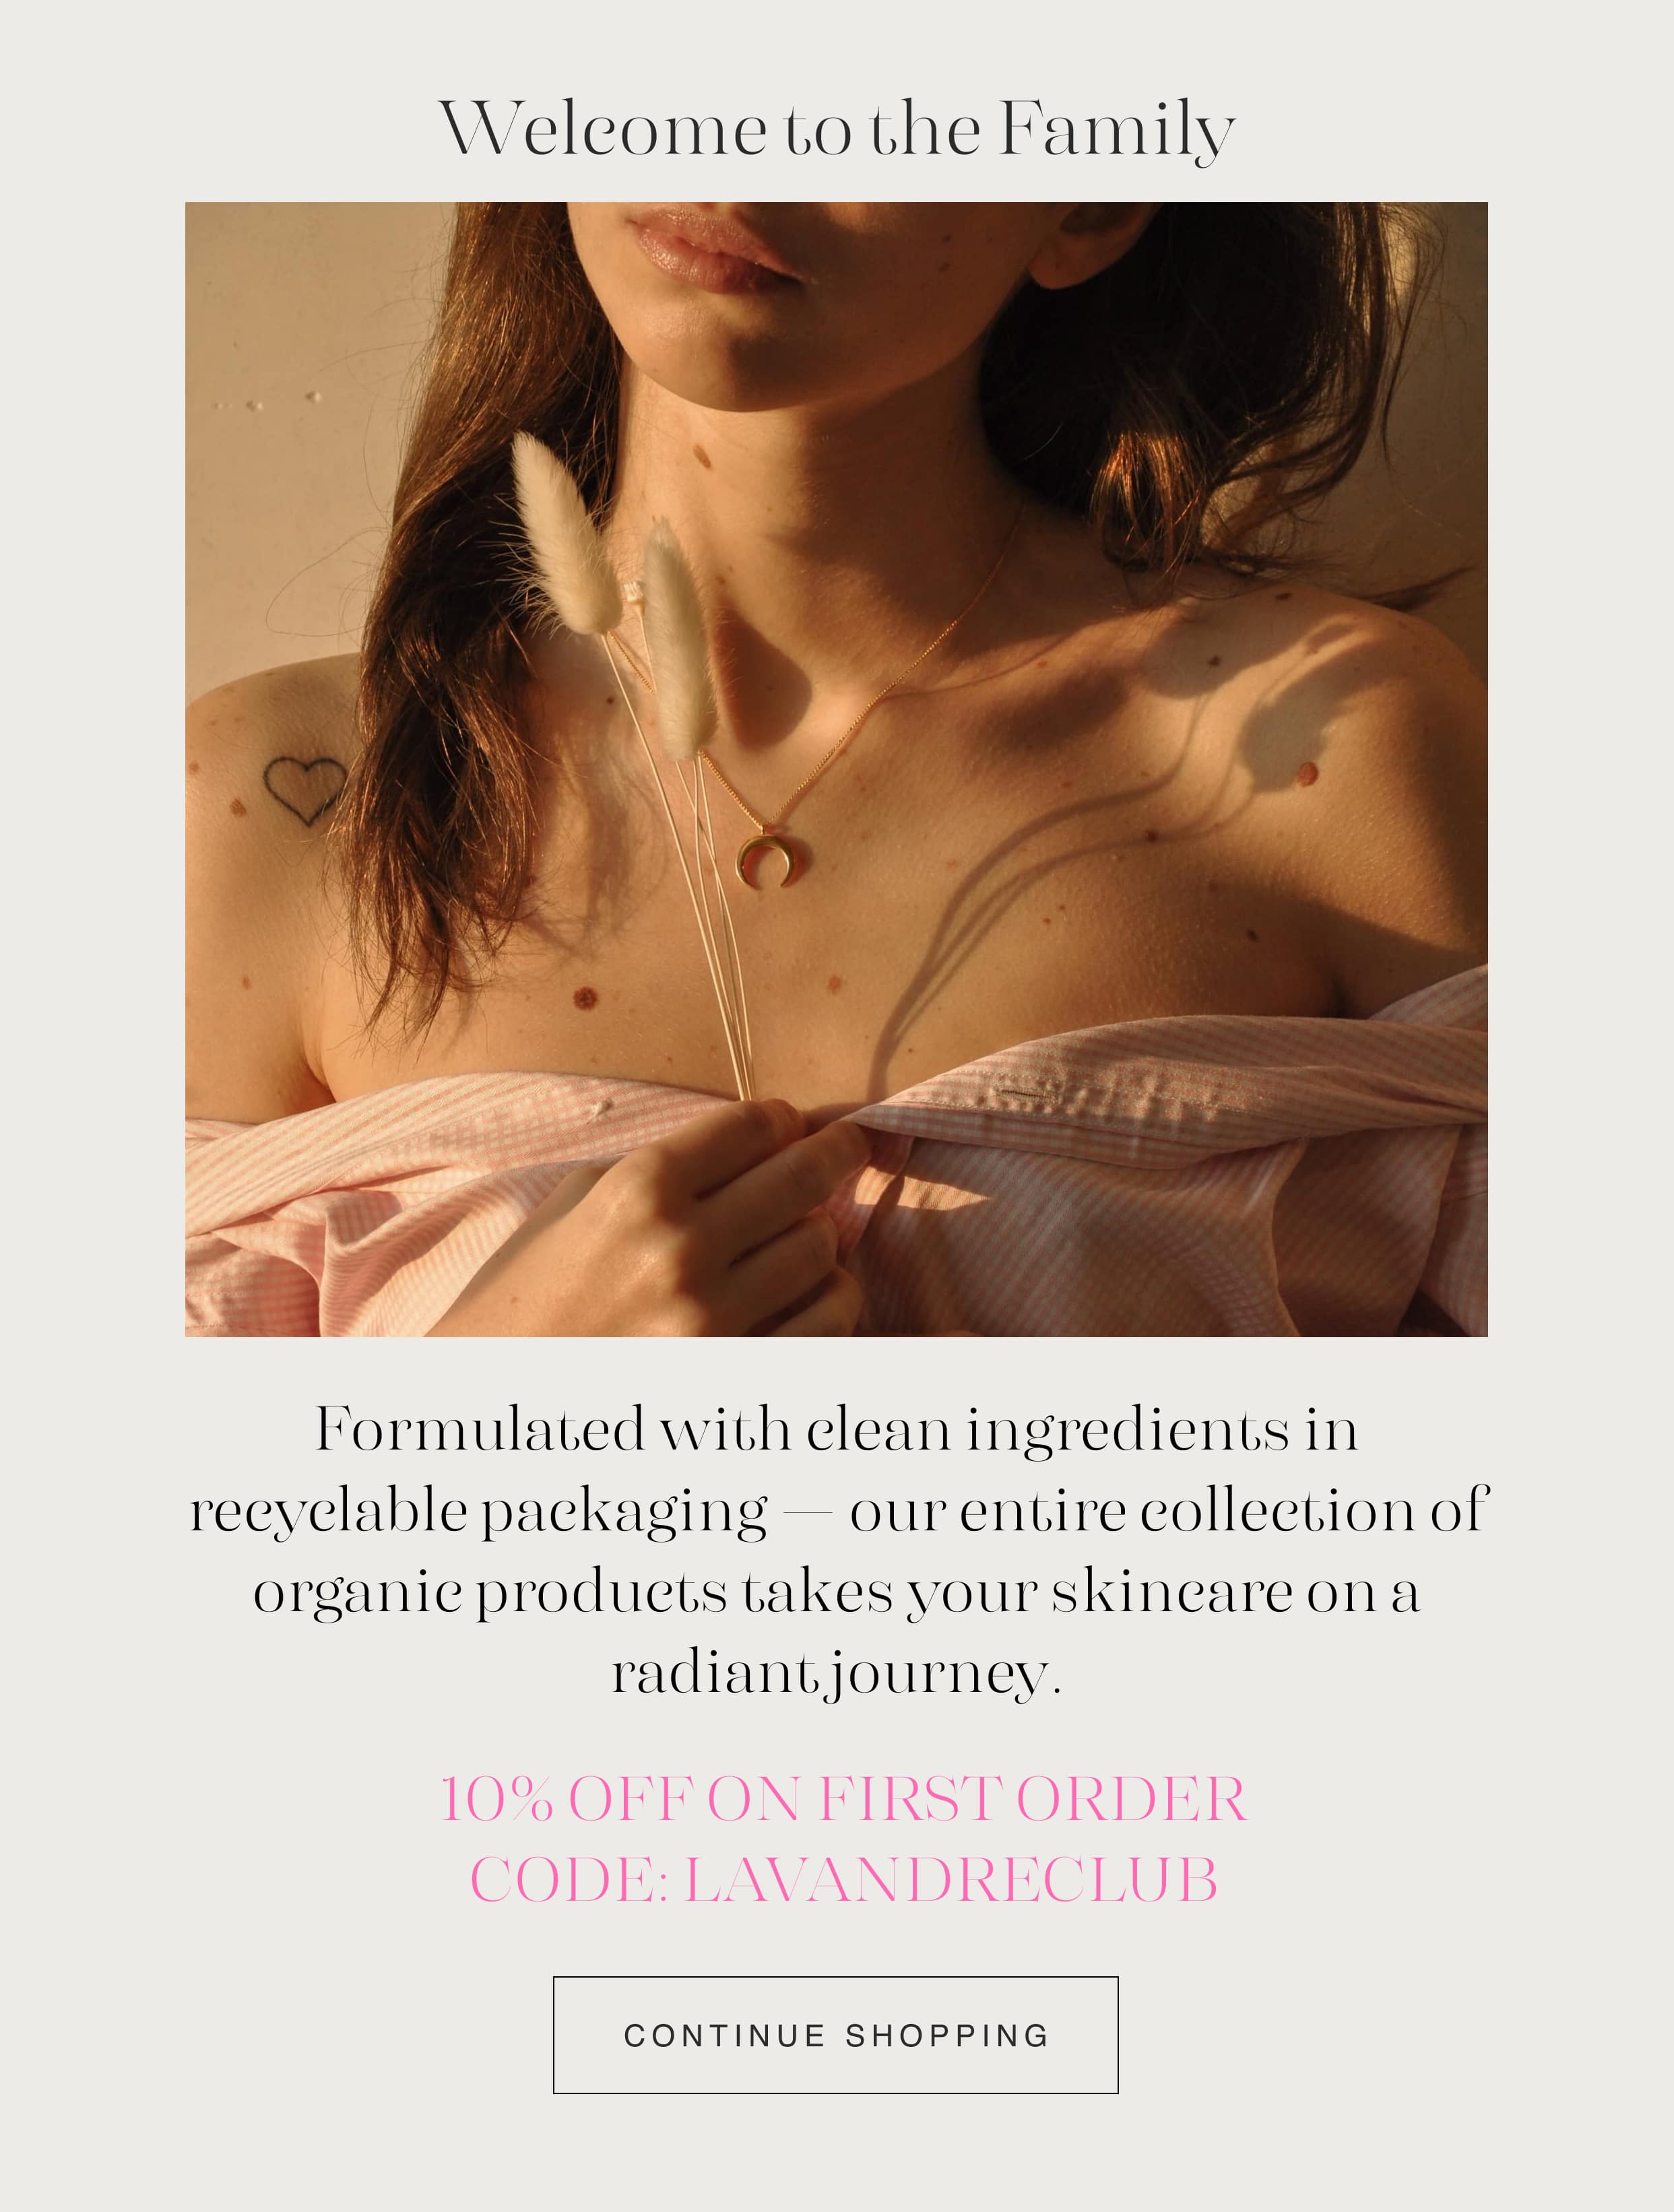 Welcome to the Family
Formulated with clean ingredients in
recyclable packaging — our entire collection of
organic products takes your skincare on a
radiant journey.
10% OFF ON FIRST ORDER
CODE: LAVANDRECLUB
CONTINUE SHOPPING